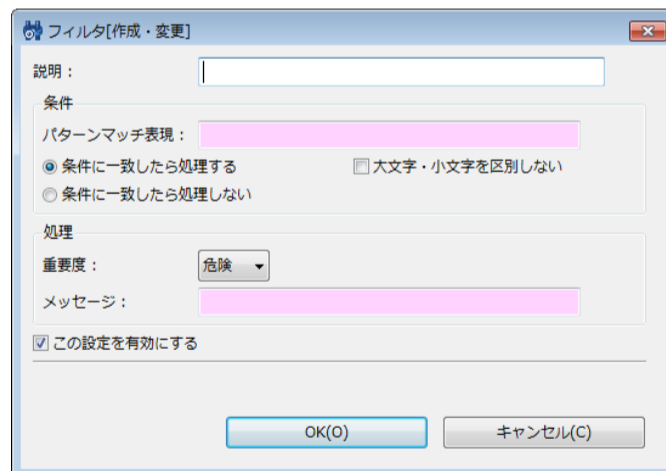 フィルタ[作成・変更]
説明：
条件
パターンマッチ表現：
条件に一致したら処理する 大文字・小文字を区別しない
条件に一致したら処理しない
処理
重要度： 危険
メッセージ：
この設定を有効にする
OK(O) キャンセル(C)